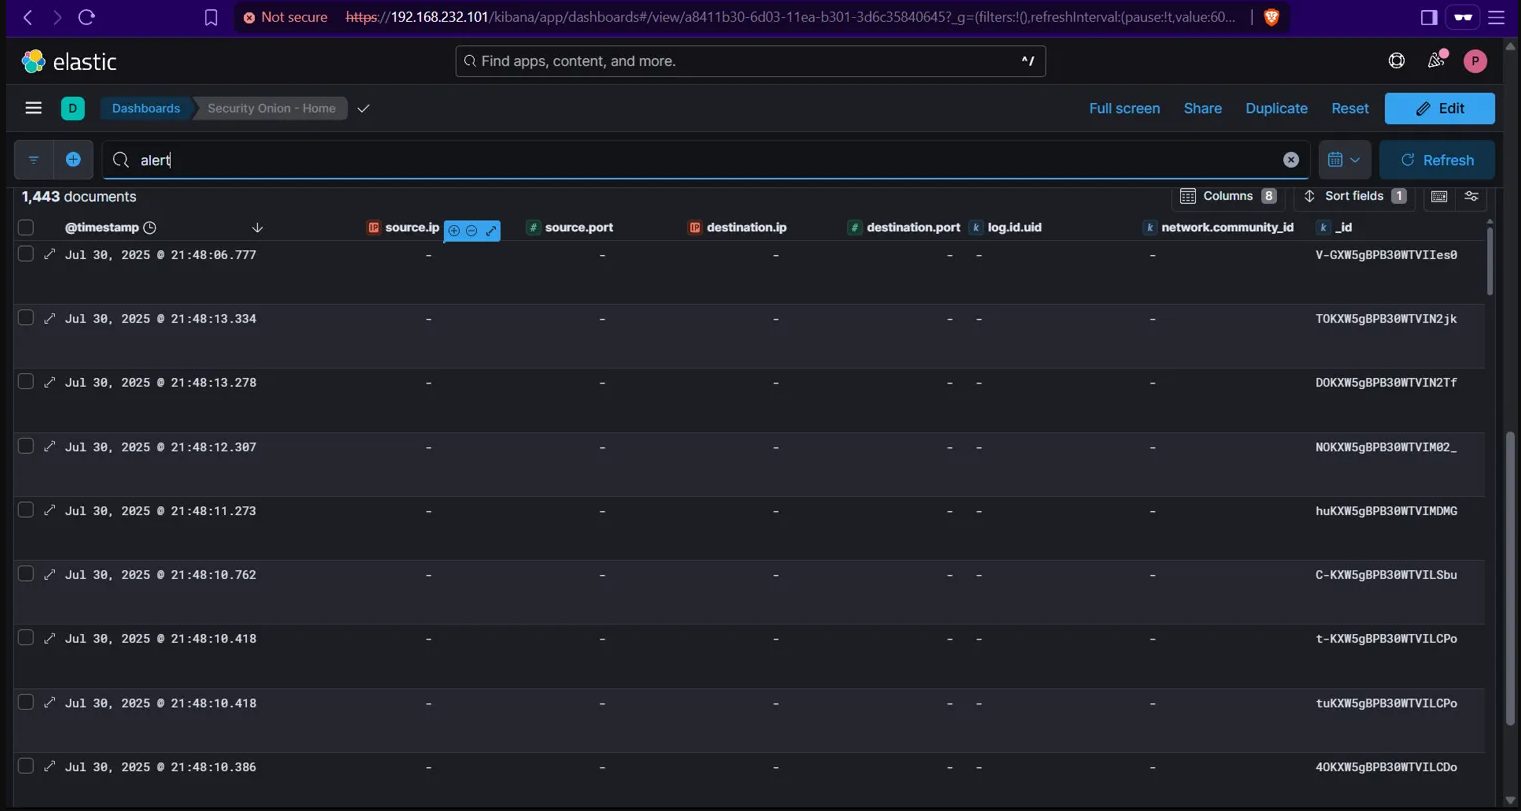 Not secure https://192.168.232.101/kibana/app/dashboards#/view/a8411b30-6d03-11ea-b301-3d6c35840645?_g=(filters:!(),refreshInterval:(pause:!t,value:60...
elastic Find apps, content, and more. ^/ P
D Dashboards Security Onion - Home Full screen Share Duplicate Reset Edit
alert Refresh
1,443 documents Columns 8 Sort fields 1
@timestamp source.ip # source.port destination.ip # destination.port k log.id.uid k network.community_id k _id
Jul 30, 2025 @ 21:48:06.777 - - - - - - V-GXW5gBPB30WTVIIes0
Jul 30, 2025 @ 21:48:13.334 - - - - - - TOKXW5gBPB30WTVIN2jk
Jul 30, 2025 @ 21:48:13.278 - - - - - - DOKXW5gBPB30WTVIN2Tf
Jul 30, 2025 @ 21:48:12.307 - - - - - - NOKXW5gBPB30WTVIM02_
Jul 30, 2025 @ 21:48:11.273 - - - - - - huKXW5gBPB30WTVIMDMG
Jul 30, 2025 @ 21:48:10.762 - - - - - - C-KXW5gBPB30WTVILSbu
Jul 30, 2025 @ 21:48:10.418 - - - - - - t-KXW5gBPB30WTVILCPo
Jul 30, 2025 @ 21:48:10.418 - - - - - - tuKXW5gBPB30WTVILCPo
Jul 30, 2025 @ 21:48:10.386 - - - - - - 4OKXW5gBPB30WTVILCDo